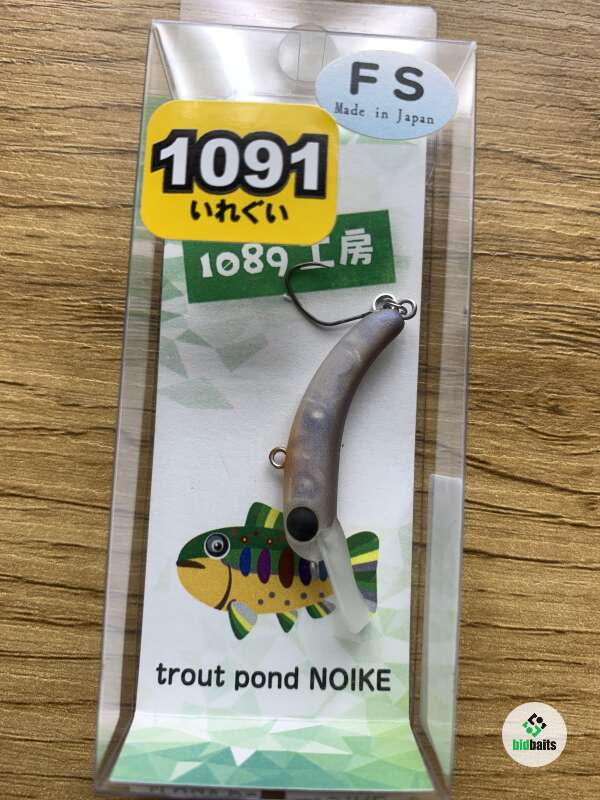 FS
Made in Japan
1091
いれぐい
1089工房
trout pond NOIKE
bidbaits